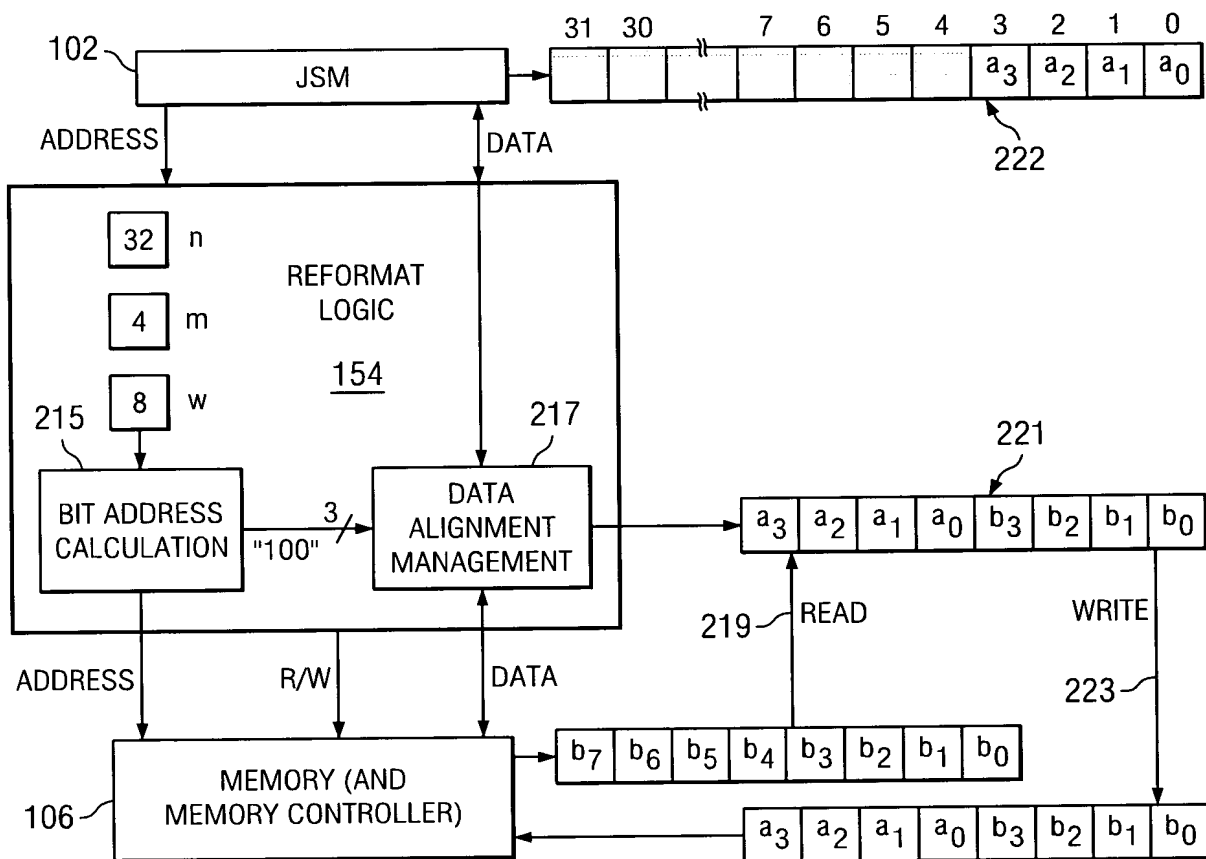 31 30 7 6 5 4 3 2 1 0
102 JSM a3 a2 a1 a0
ADDRESS DATA 222
32 n
REFORMAT
LOGIC
4 m
154
8 w
215 217 221
BIT ADDRESS
CALCULATION
3
"100"
DATA
ALIGNMENT
MANAGEMENT
a3 a2 a1 a0 b3 b2 b1 b0
219 READ WRITE
ADDRESS R/W DATA 223
b7 b6 b5 b4 b3 b2 b1 b0
106 MEMORY (AND
MEMORY CONTROLLER)
a3 a2 a1 a0 b3 b2 b1 b0